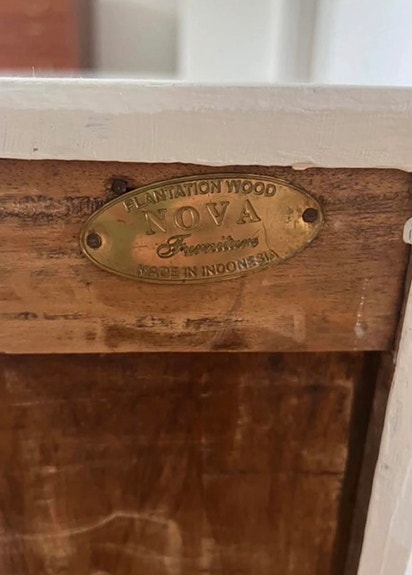 PLANTATION WOOD
NOVA
Furniture
MADE IN INDONESIA